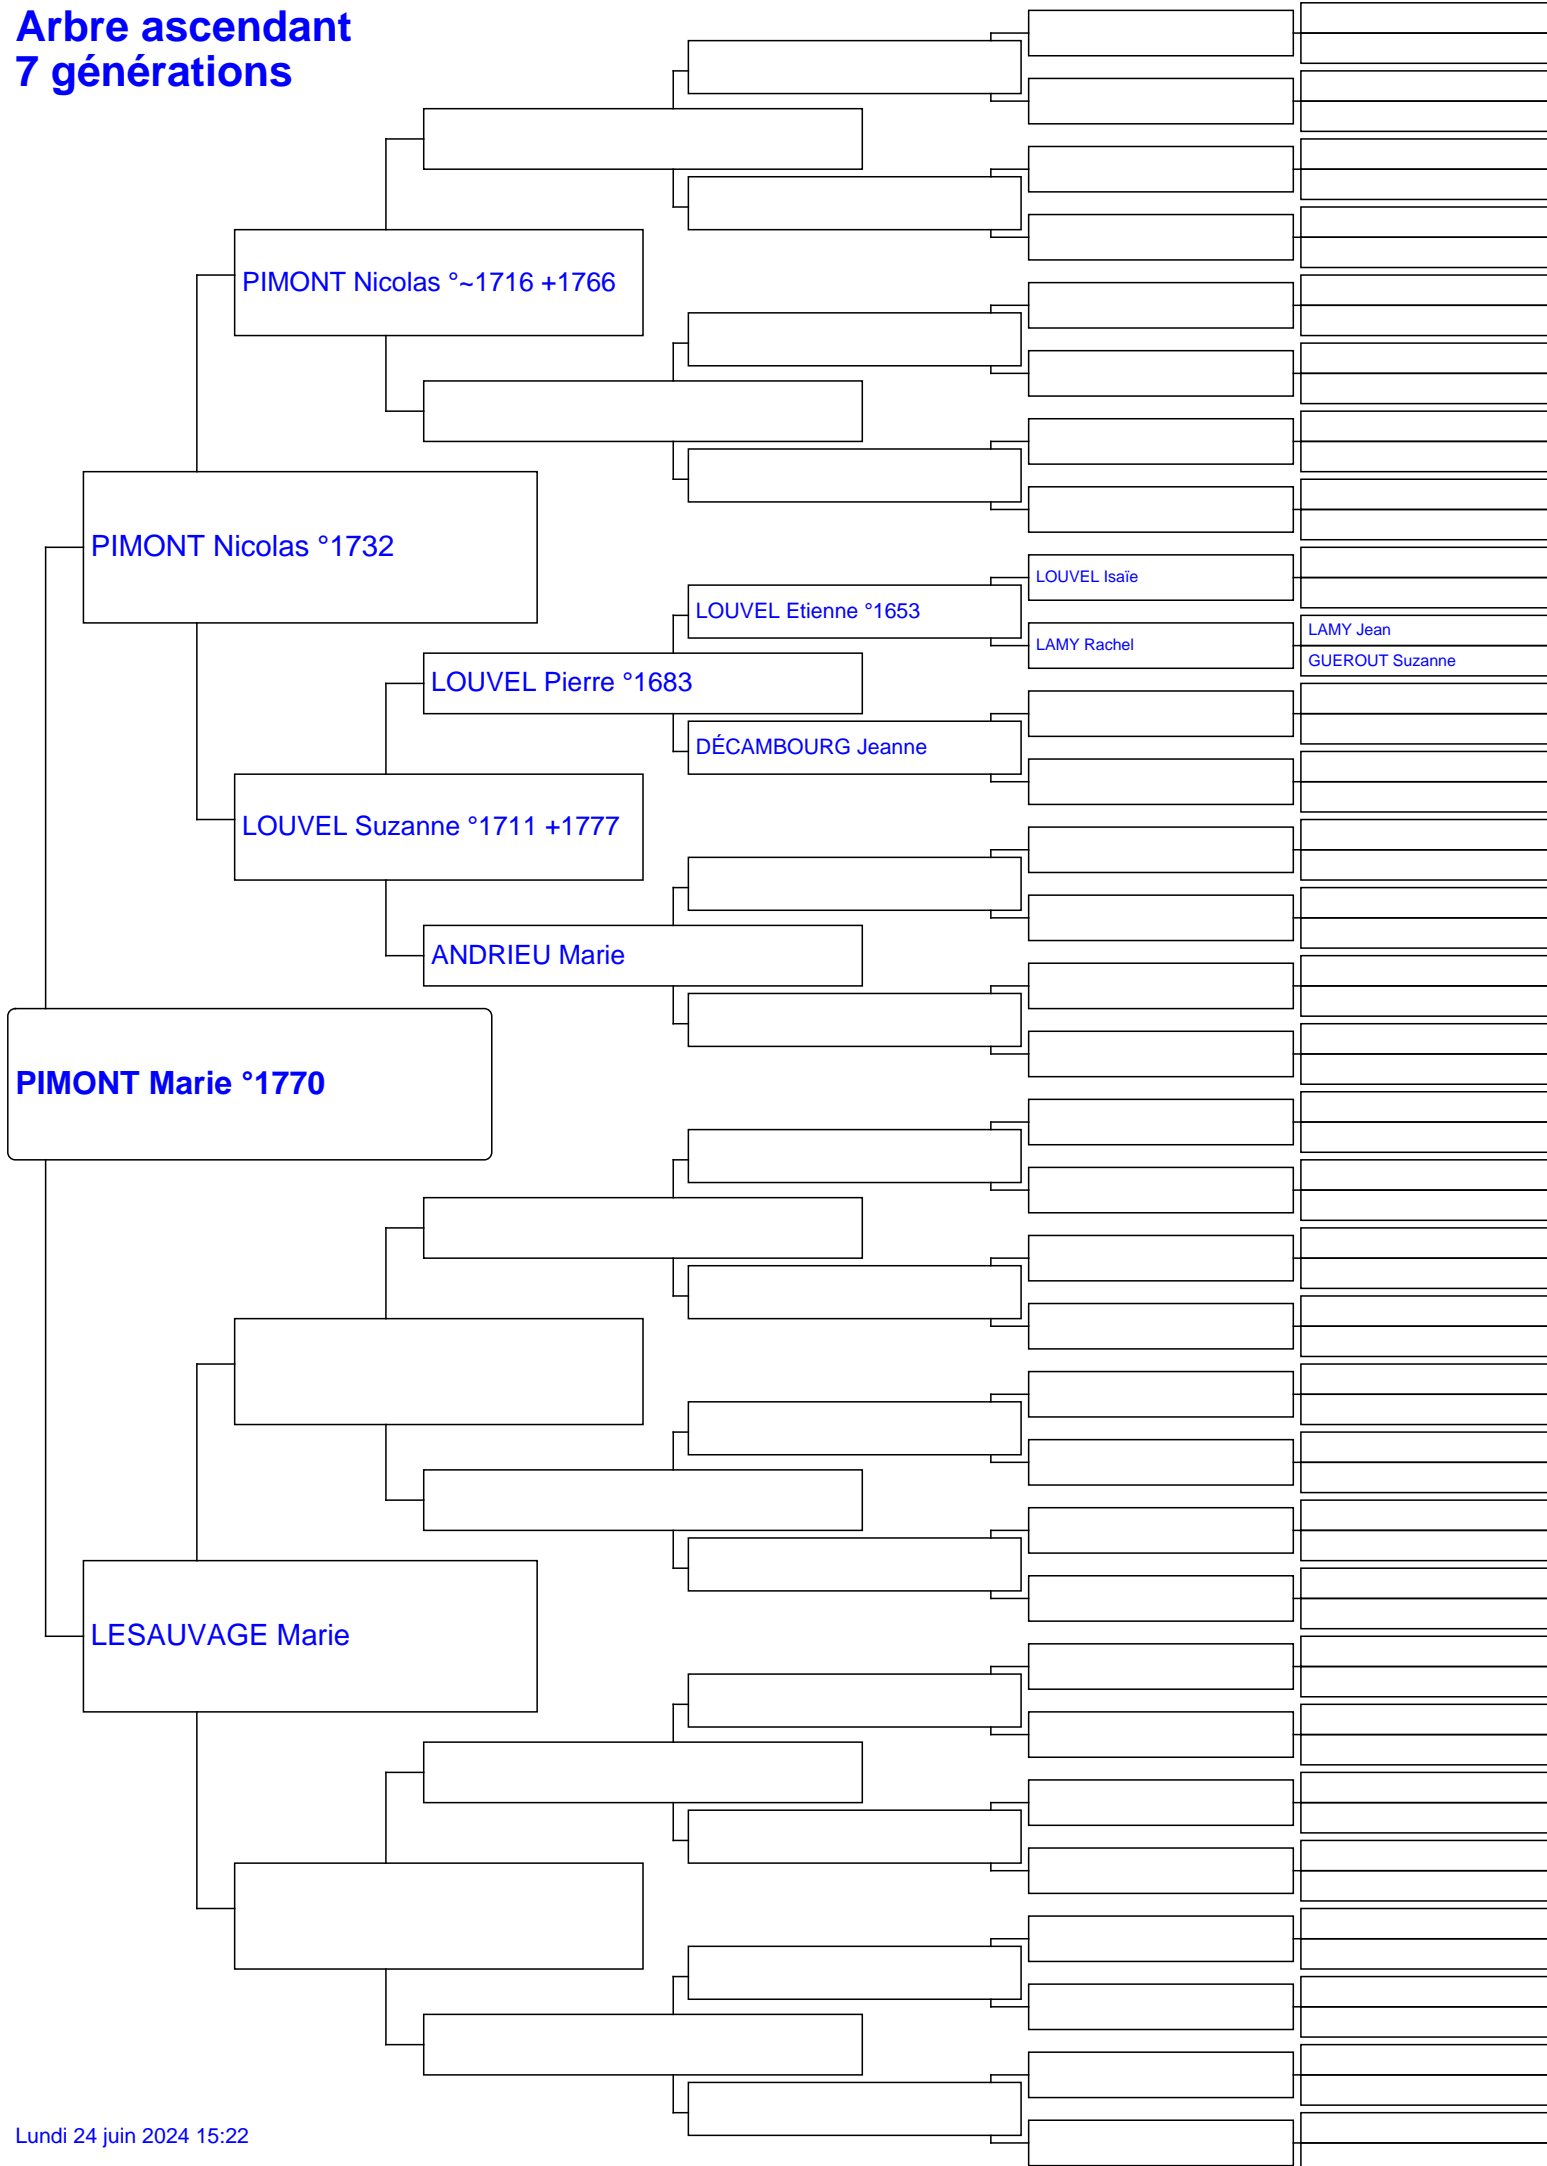 Arbre ascendant
7 générations
PIMONT Nicolas °~1716 +1766
PIMONT Nicolas °1732
LOUVEL Isaïe
LOUVEL Etienne °1653
LAMY Jean
LAMY Rachel
GUEROUT Suzanne
LOUVEL Pierre °1683
DÉCAMBOURG Jeanne
LOUVEL Suzanne °1711 +1777
ANDRIEU Marie
PIMONT Marie °1770
LESAUVAGE Marie
Lundi 24 juin 2024 15:22